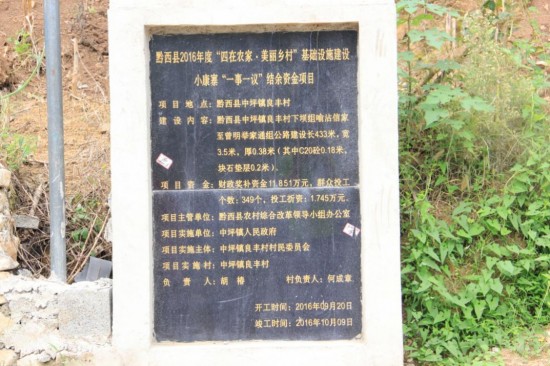 黔西县2016年度“四在农家·美丽乡村”基础设施建设
小康寨“一事一议”结余资金项目
项目地点：黔西县中坪镇良丰村
建设内容：黔西县中坪镇良丰村下坝组喻沾信家
至曾明举家通组公路建设长433米，宽
3.5米，厚0.38米（其中C20砼0.18米，
块石垫层0.2米）。
项目资金：财政奖补资金11.851万元，群众投工
个数：349个，投工折资：1.745万元。
项目主管单位：黔西县农村综合改革领导小组办公室
项目实施单位：中坪镇人民政府
项目实施主体：中坪镇良丰村村民委员会
项目实施村：中坪镇良丰村
负责人：胡椿 村负责人：何成章
开工时间：2016年09月20日
竣工时间：2016年10月09日